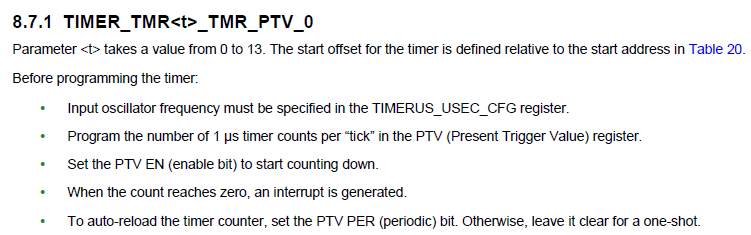 8.7.1 TIMER_TMR<t>_TMR_PTV_0
Parameter <t> takes a value from 0 to 13. The start offset for the timer is defined relative to the start address in Table 20.
Before programming the timer:
• Input oscillator frequency must be specified in the TIMERUS_USEC_CFG register.
• Program the number of 1 µs timer counts per “tick” in the PTV (Present Trigger Value) register.
• Set the PTV EN (enable bit) to start counting down.
• When the count reaches zero, an interrupt is generated.
• To auto-reload the timer counter, set the PTV PER (periodic) bit. Otherwise, leave it clear for a one-shot.